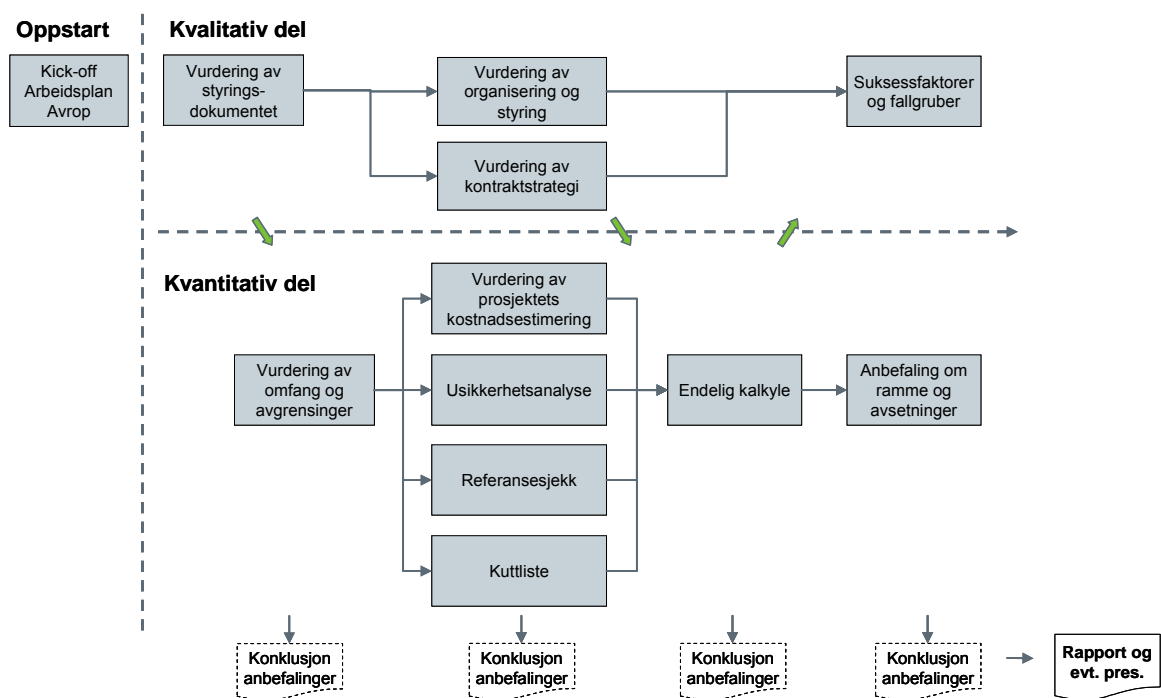 Oppstart
Kick-off
Arbeidsplan
Avrop
Kvalitativ del
Vurdering av
styrings-
dokumentet
Vurdering av
organisering og
styring
Vurdering av
kontraktstrategi
Suksessfaktorer
og fallgruber
Kvantitativ del
Vurdering av
omfang og
avgrensinger
Vurdering av
prosjektets
kostnadsestimering
Usikkerhetsanalyse
Referansesjekk
Kuttliste
Endelig kalkyle
Anbefaling om
ramme og
avsetninger
Konklusjon
anbefalinger
Konklusjon
anbefalinger
Konklusjon
anbefalinger
Konklusjon
anbefalinger
Rapport og
evt. pres.